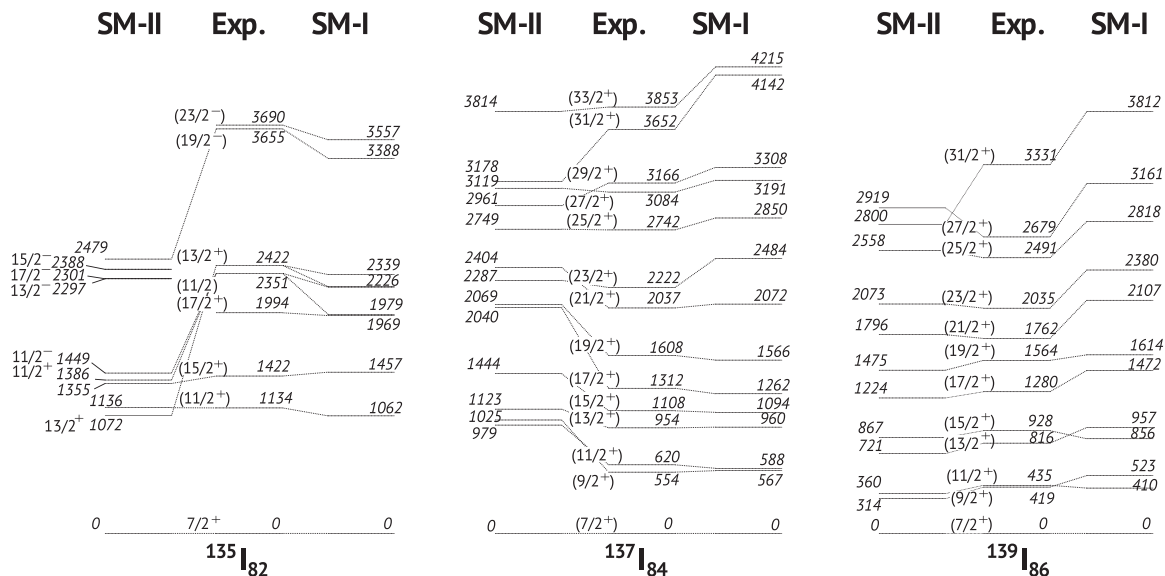 SM-II Exp. SM-I
(23/2⁻) 3690
(19/2⁻) 3655
3557
3388
2479
15/2⁻ 2388
17/2⁻ 2301
13/2⁻ 2297
(13/2⁺) 2422
(11/2) 2351
(17/2⁺) 1994
2339
2226
1979
1969
11/2⁻ 1449
11/2⁺ 1386
1355
(15/2⁺) 1422 1457
1136 (11/2⁺) 1134 1062
13/2⁺ 1072
0 7/2⁺ 0 0
¹³⁵I₈₂
SM-II Exp. SM-I
4215
4142
3814 (33/2⁺) 3853
(31/2⁺) 3652
3178
3119
2961
2749
(29/2⁺) 3166 3308
(27/2⁺) 3084 3191
(25/2⁺) 2742 2850
2404
2287
2069
2040
(23/2⁺) 2222 2484
(21/2⁺) 2037 2072
(19/2⁺) 1608 1566
1444 (17/2⁺) 1312 1262
1123 (15/2⁺) 1108 1094
1025 (13/2⁺) 954 960
979
(11/2⁺) 620 588
(9/2⁺) 554 567
0 (7/2⁺) 0 0
¹³⁷I₈₄
SM-II Exp. SM-I
3812
(31/2⁺) 3331
3161
2919
2800
2558
(27/2⁺) 2679
(25/2⁺) 2491 2818
2380
2073 (23/2⁺) 2035
2107
1796 (21/2⁺) 1762
1475 (19/2⁺) 1564 1614
1224 (17/2⁺) 1280 1472
867 (15/2⁺) 928 957
721 (13/2⁺) 816 856
360 (11/2⁺) 435 523
314 (9/2⁺) 419 410
0 (7/2⁺) 0 0
¹³⁹I₈₆